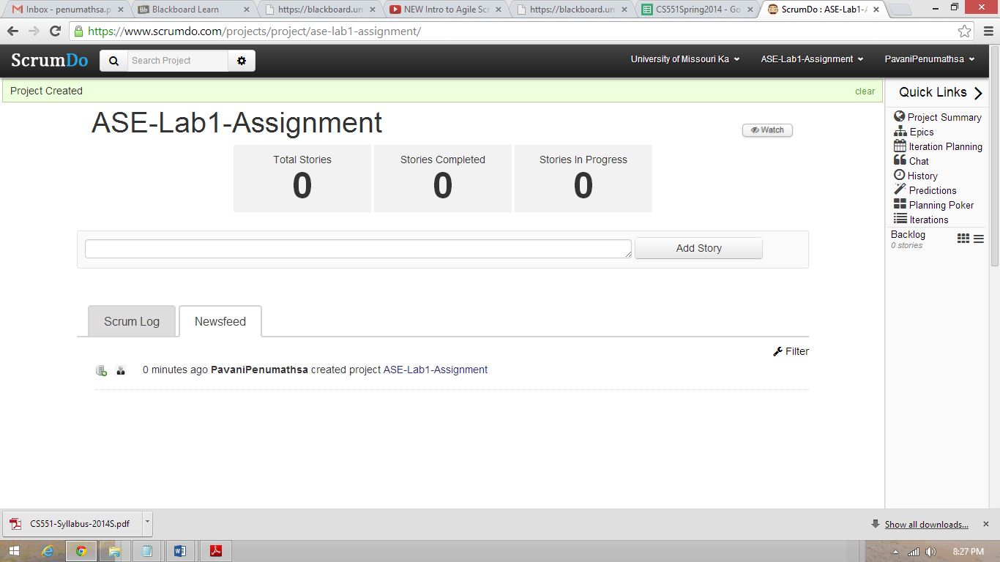 Inbox - penumathsa.p
Blackboard Learn
https://blackboard.um
NEW Intro to Agile Scr
https://blackboard.um
CS551Spring2014 - Go
ScrumDo : ASE-Lab1-A
https://www.scrumdo.com/projects/project/ase-lab1-assignment/
ScrumDo
Search Project
University of Missouri Ka
ASE-Lab1-Assignment
PavaniPenumathsa
Project Created
clear
ASE-Lab1-Assignment
Watch
Total Stories
0
Stories Completed
0
Stories In Progress
0
Add Story
Scrum Log
Newsfeed
Filter
0 minutes ago PavaniPenumathsa created project ASE-Lab1-Assignment
Quick Links
Project Summary
Epics
Iteration Planning
Chat
History
Predictions
Planning Poker
Iterations
Backlog
0 stories
CS551-Syllabus-2014S.pdf
Show all downloads...
8:27 PM